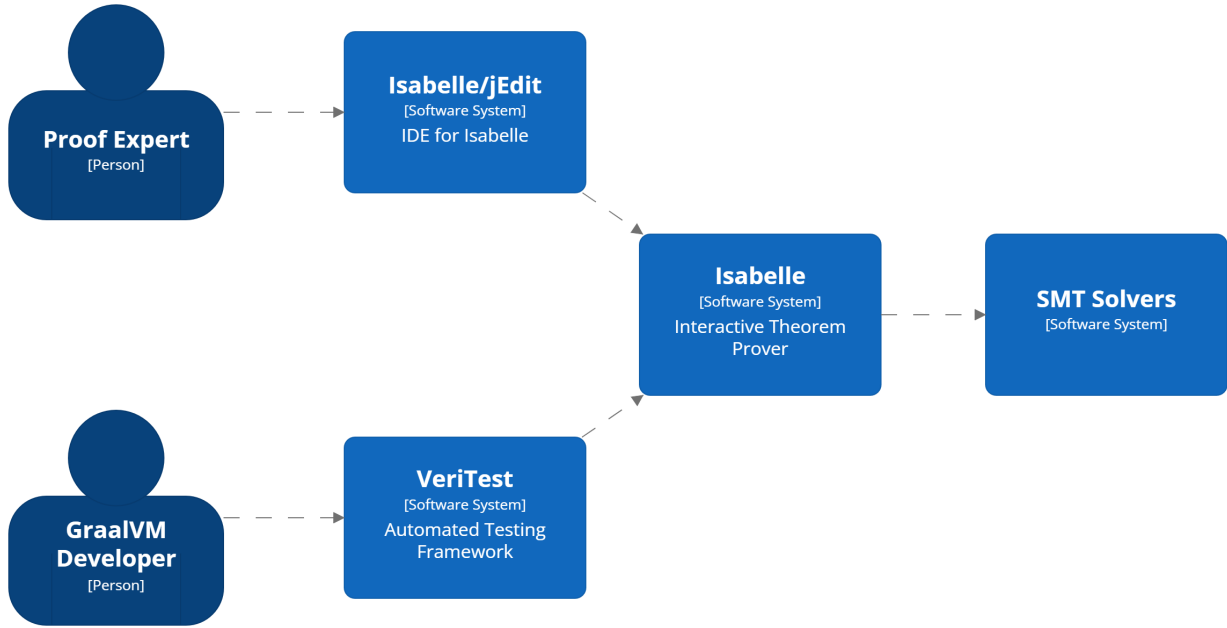 Proof Expert
[Person]
Isabelle/jEdit
[Software System]
IDE for Isabelle
Isabelle
[Software System]
Interactive Theorem
Prover
SMT Solvers
[Software System]
GraalVM
Developer
[Person]
VeriTest
[Software System]
Automated Testing
Framework